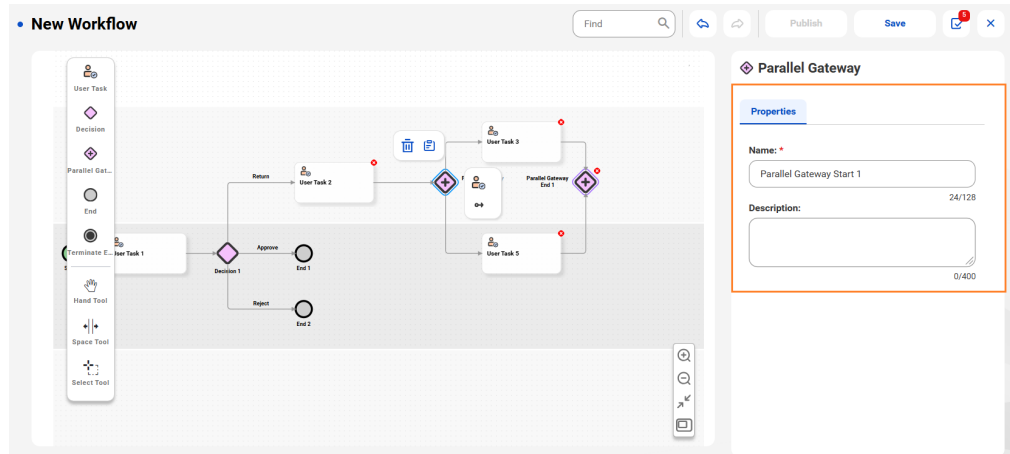 New Workflow
Find
Publish
Save
5
User Task
Decision
Parallel Gat...
End
Terminate E...
Hand Tool
Space Tool
Select Tool
User Task 1
Decision 1
Return
Approve
Reject
User Task 2
End 1
End 2
User Task 3
Parallel Gateway
End 1
User Task 5
Parallel Gateway
Properties
Name: *
Parallel Gateway Start 1
24/128
Description:
0/400